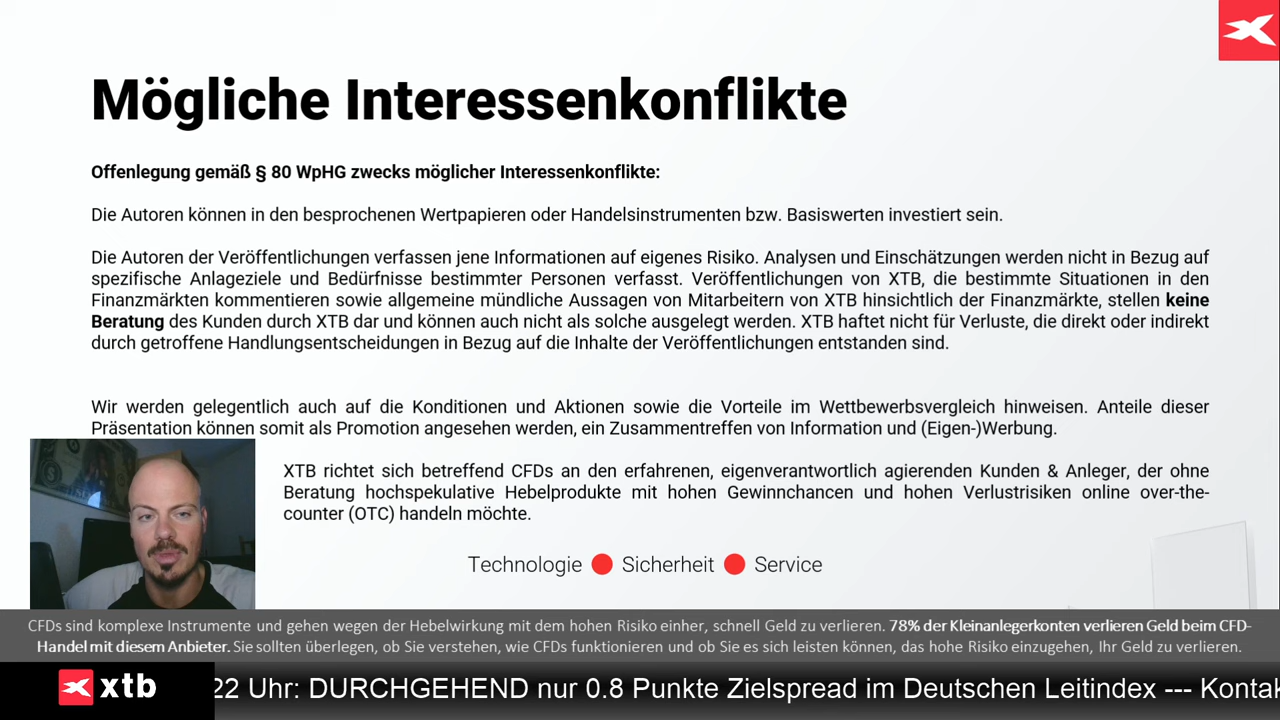 Mögliche Interessenkonflikte
Offenlegung gemäß § 80 WpHG zwecks möglicher Interessenkonflikte:
Die Autoren können in den besprochenen Wertpapieren oder Handelsinstrumenten bzw. Basiswerten investiert sein.
Die Autoren der Veröffentlichungen verfassen jene Informationen auf eigenes Risiko. Analysen und Einschätzungen werden nicht in Bezug auf
spezifische Anlageziele und Bedürfnisse bestimmter Personen verfasst. Veröffentlichungen von XTB, die bestimmte Situationen in den
Finanzmärkten kommentieren sowie allgemeine mündliche Aussagen von Mitarbeitern von XTB hinsichtlich der Finanzmärkte, stellen keine
Beratung des Kunden durch XTB dar und können auch nicht als solche ausgelegt werden. XTB haftet nicht für Verluste, die direkt oder indirekt
durch getroffene Handlungsentscheidungen in Bezug auf die Inhalte der Veröffentlichungen entstanden sind.
Wir werden gelegentlich auch auf die Konditionen und Aktionen sowie die Vorteile im Wettbewerbsvergleich hinweisen. Anteile dieser
Präsentation können somit als Promotion angesehen werden, ein Zusammentreffen von Information und (Eigen-)Werbung.
XTB richtet sich betreffend CFDs an den erfahrenen, eigenverantwortlich agierenden Kunden & Anleger, der ohne
Beratung hochspekulative Hebelprodukte mit hohen Gewinnchancen und hohen Verlustrisiken online over-the-
counter (OTC) handeln möchte.
Technologie Sicherheit Service
CFDs sind komplexe Instrumente und gehen wegen der Hebelwirkung mit dem hohen Risiko einher, schnell Geld zu verlieren. 78% der Kleinanlegerkonten verlieren Geld beim CFD-
Handel mit diesem Anbieter. Sie sollten überlegen, ob Sie verstehen, wie CFDs funktionieren und ob Sie es sich leisten können, das hohe Risiko einzugehen, Ihr Geld zu verlieren.
xtb 22 Uhr: DURCHGEHEND nur 0.8 Punkte Zielspread im Deutschen Leitindex --- Konta